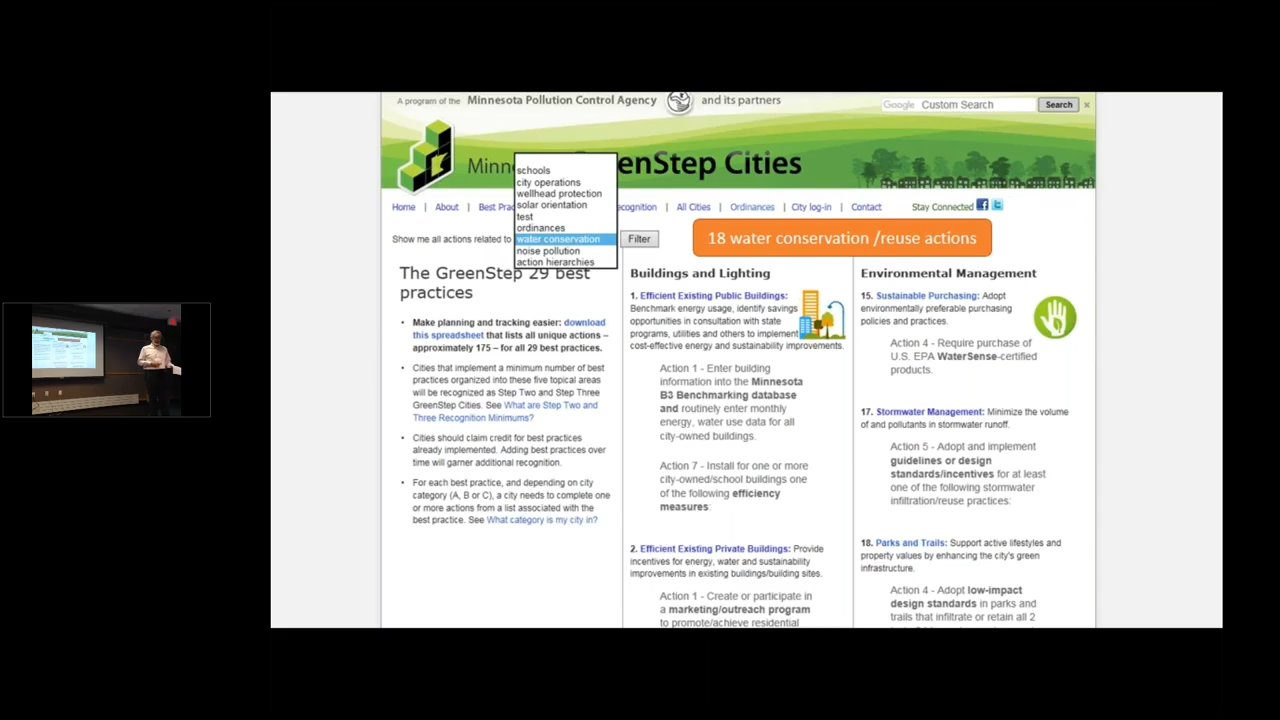 A program of the Minnesota Pollution Control Agency and its partners
Google Custom Search Search ×
Minn enStep Cities
schools
city operations
wellhead protection
solar orientation
test
ordinances
water conservation
noise pollution
action hierarchies
Home | About | Best Prac ecognition | All Cities | Ordinances | City log-in | Contact Stay Connected
Show me all actions related to Filter
18 water conservation /reuse actions
The GreenStep 29 best
practices
• Make planning and tracking easier: download
this spreadsheet that lists all unique actions –
approximately 175 – for all 29 best practices.
• Cities that implement a minimum number of best
practices organized into these five topical areas
will be recognized as Step Two and Step Three
GreenStep Cities. See What are Step Two and
Three Recognition Minimums?
• Cities should claim credit for best practices
already implemented. Adding best practices over
time will garner additional recognition.
• For each best practice, and depending on city
category (A, B or C), a city needs to complete one
or more actions from a list associated with the
best practice. See What category is my city in?
Buildings and Lighting
1. Efficient Existing Public Buildings:
Benchmark energy usage, identify savings
opportunities in consultation with state
programs, utilities and others to implement
cost-effective energy and sustainability improvements.
Action 1 - Enter building
information into the Minnesota
B3 Benchmarking database
and routinely enter monthly
energy, water use data for all
city-owned buildings.
Action 7 - Install for one or more
city-owned/school buildings one
of the following efficiency
measures:
2. Efficient Existing Private Buildings: Provide
incentives for energy, water and sustainability
improvements in existing buildings/building sites.
Action 1 - Create or participate in
a marketing/outreach program
to promote/achieve residential
Environmental Management
15. Sustainable Purchasing: Adopt
environmentally preferable purchasing
policies and practices.
Action 4 - Require purchase of
U.S. EPA WaterSense-certified
products.
17. Stormwater Management: Minimize the volume
of and pollutants in stormwater runoff.
Action 5 - Adopt and implement
guidelines or design
standards/incentives for at least
one of the following stormwater
infiltration/reuse practices:
18. Parks and Trails: Support active lifestyles and
property values by enhancing the city's green
infrastructure.
Action 4 - Adopt low-impact
design standards in parks and
trails that infiltrate or retain all 2